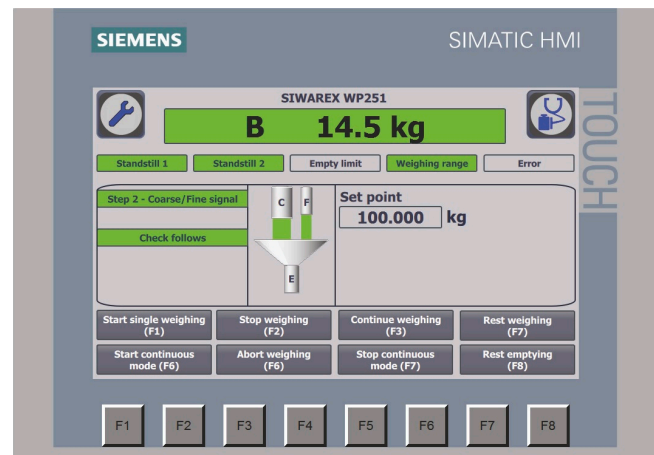 SIEMENS
SIMATIC HMI
TOUCH
SIWAREX WP251
B 14.5 kg
Standstill 1
Standstill 2
Empty limit
Weighing range
Error
Step 2 - Coarse/Fine signal
Check follows
C
F
E
Set point
100.000 kg
Start single weighing
(F1)
Stop weighing
(F2)
Continue weighing
(F3)
Rest weighing
(F7)
Start continuous
mode (F6)
Abort weighing
(F6)
Stop continuous
mode (F7)
Rest emptying
(F8)
F1
F2
F3
F4
F5
F6
F7
F8